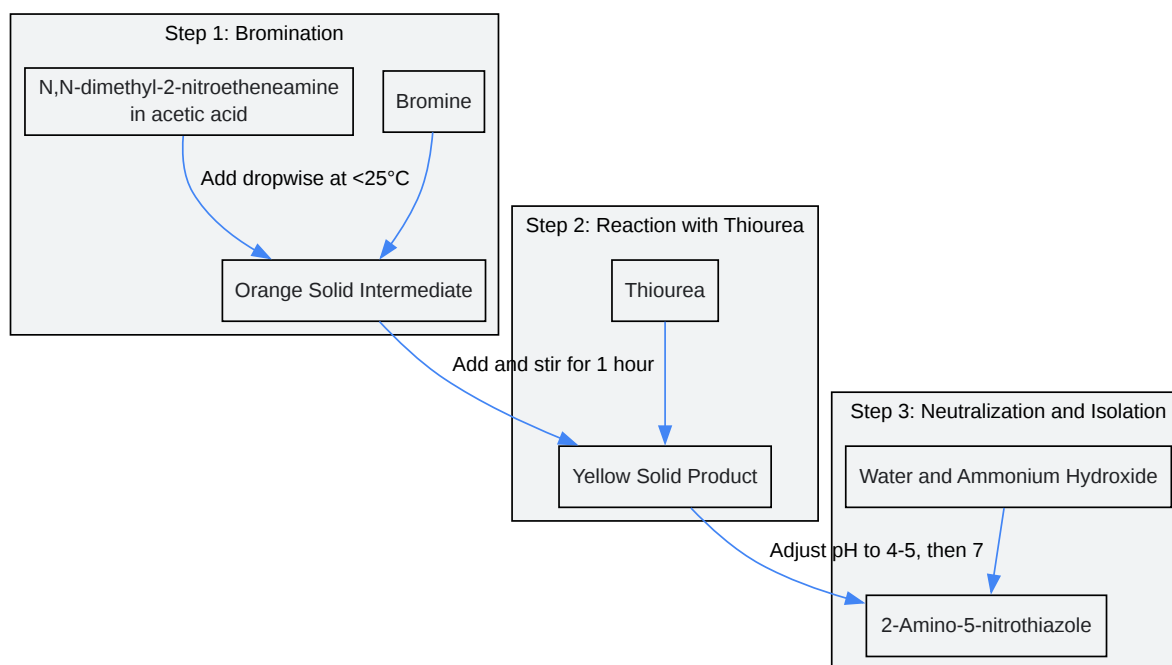 Step 1: Bromination
N,N-dimethyl-2-nitroetheneamine
in acetic acid
Bromine
Add dropwise at <25°C
Orange Solid Intermediate
Step 2: Reaction with Thiourea
Thiourea
Add and stir for 1 hour
Yellow Solid Product
Step 3: Neutralization and Isolation
Water and Ammonium Hydroxide
Adjust pH to 4-5, then 7
2-Amino-5-nitrothiazole